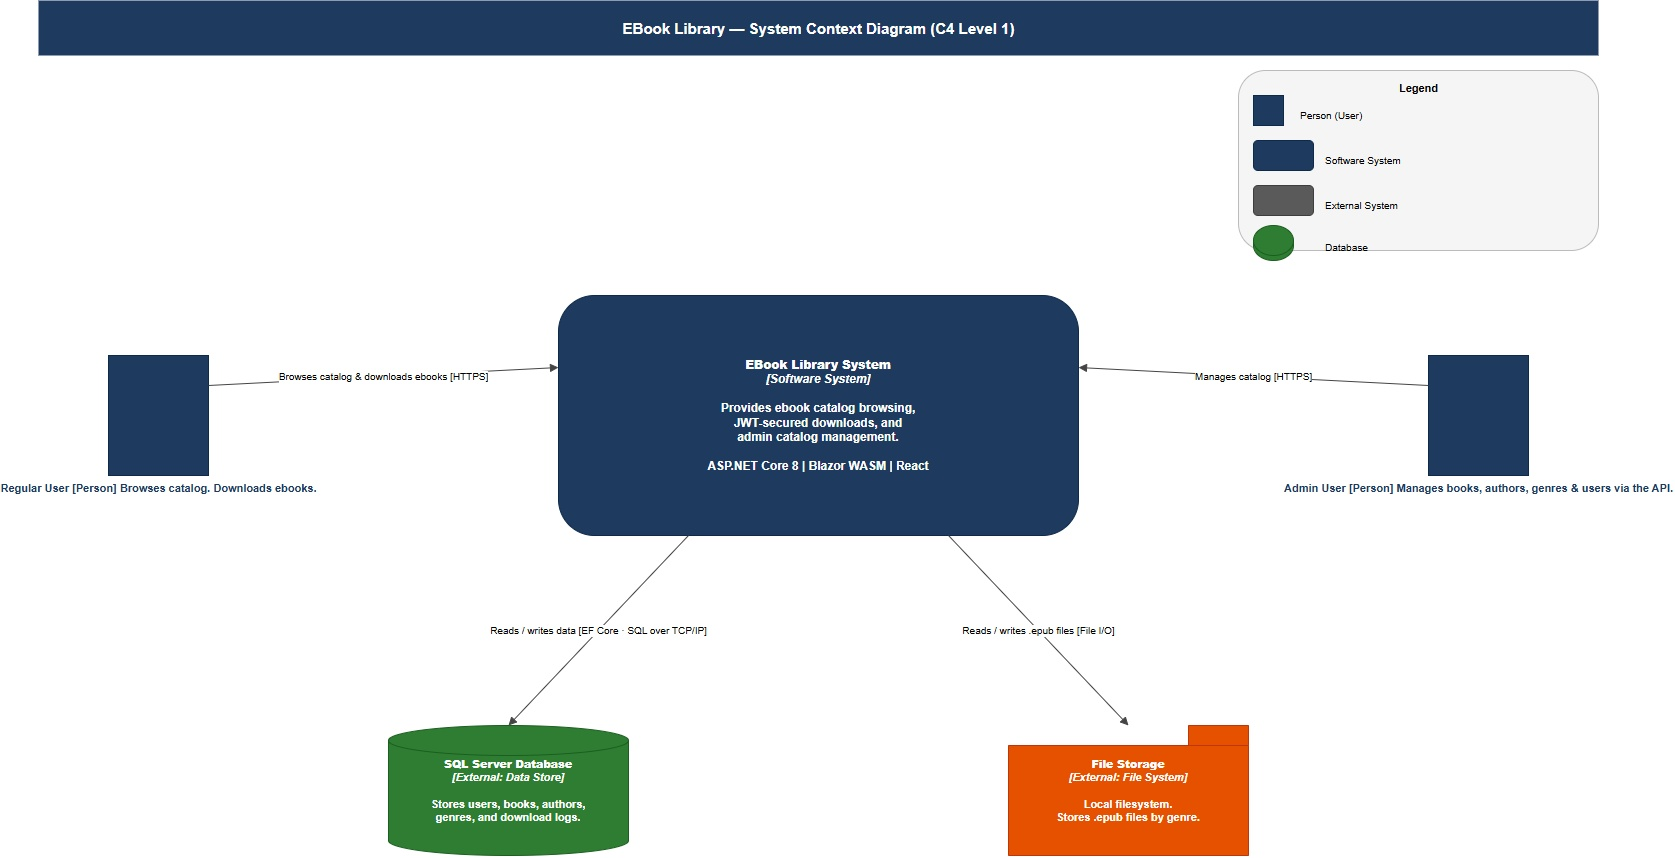 EBook Library — System Context Diagram (C4 Level 1)
Legend
Person (User)
Software System
External System
Database
EBook Library System
[Software System]
Provides ebook catalog browsing,
JWT-secured downloads, and
admin catalog management.
ASP.NET Core 8 | Blazor WASM | React
Browses catalog & downloads ebooks [HTTPS]
Manages catalog [HTTPS]
Regular User [Person] Browses catalog. Downloads ebooks.
Admin User [Person] Manages books, authors, genres & users via the API.
Reads / writes data [EF Core · SQL over TCP/IP]
Reads / writes .epub files [File I/O]
SQL Server Database
[External: Data Store]
Stores users, books, authors,
genres, and download logs.
File Storage
[External: File System]
Local filesystem.
Stores .epub files by genre.